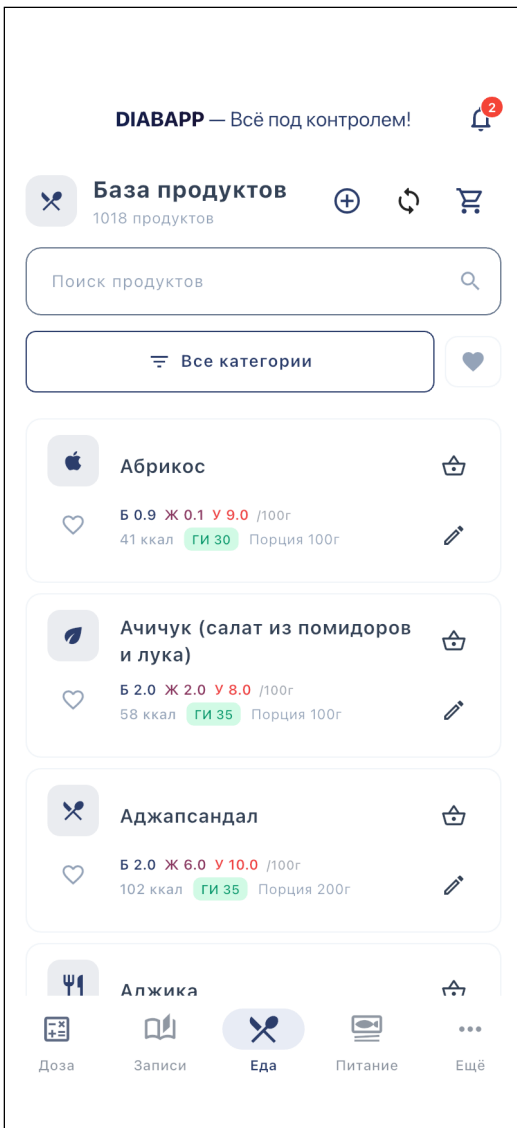 DIABAPP — Всё под контролем!
2
База продуктов
1018 продуктов
Поиск продуктов
Все категории
Абрикос
Б 0.9 Ж 0.1 У 9.0 /100г
41 ккал ГИ 30 Порция 100г
Ачичук (салат из помидоров
и лука)
Б 2.0 Ж 2.0 У 8.0 /100г
58 ккал ГИ 35 Порция 100г
Аджапсандал
Б 2.0 Ж 6.0 У 10.0 /100г
102 ккал ГИ 35 Порция 200г
Аджика
Доза
Записи
Еда
Питание
Ещё